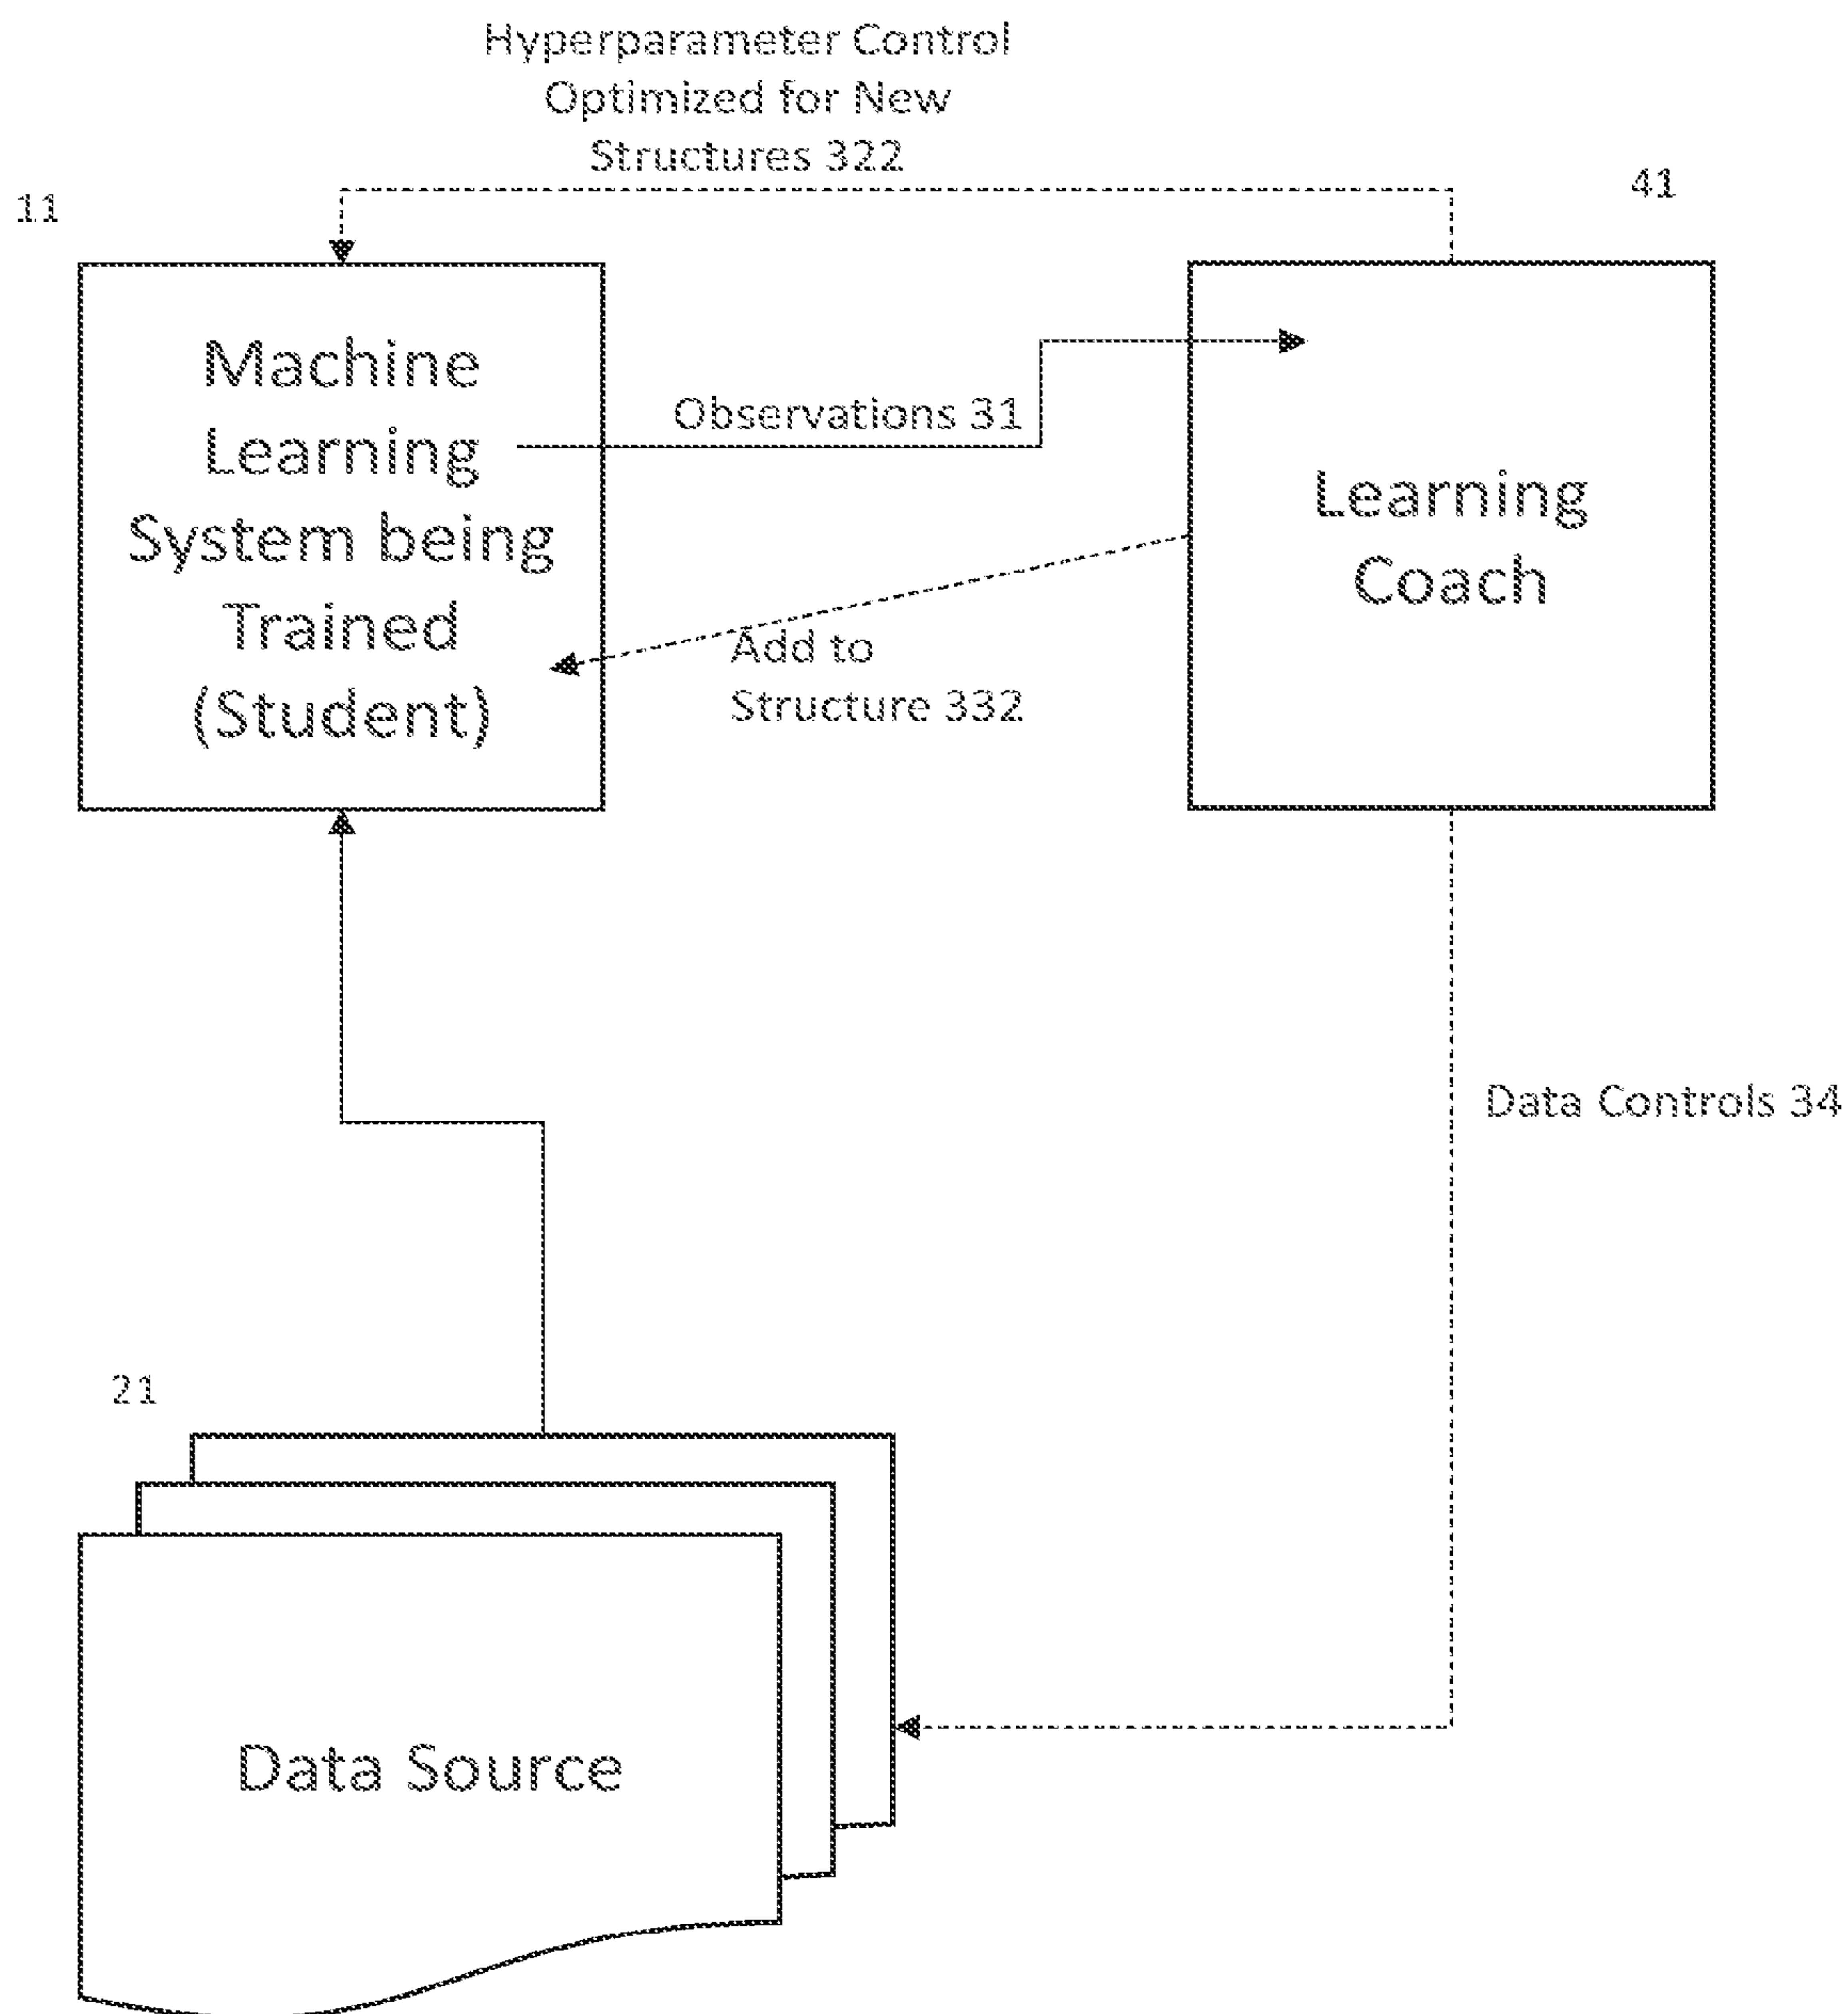 Hyperparameter Control
Optimized for New
Structures 322
11
41
Machine
Learning
System being
Trained
(Student)
Observations 31
Learning
Coach
Add to
Structure 332
Data Controls 34
21
Data Source